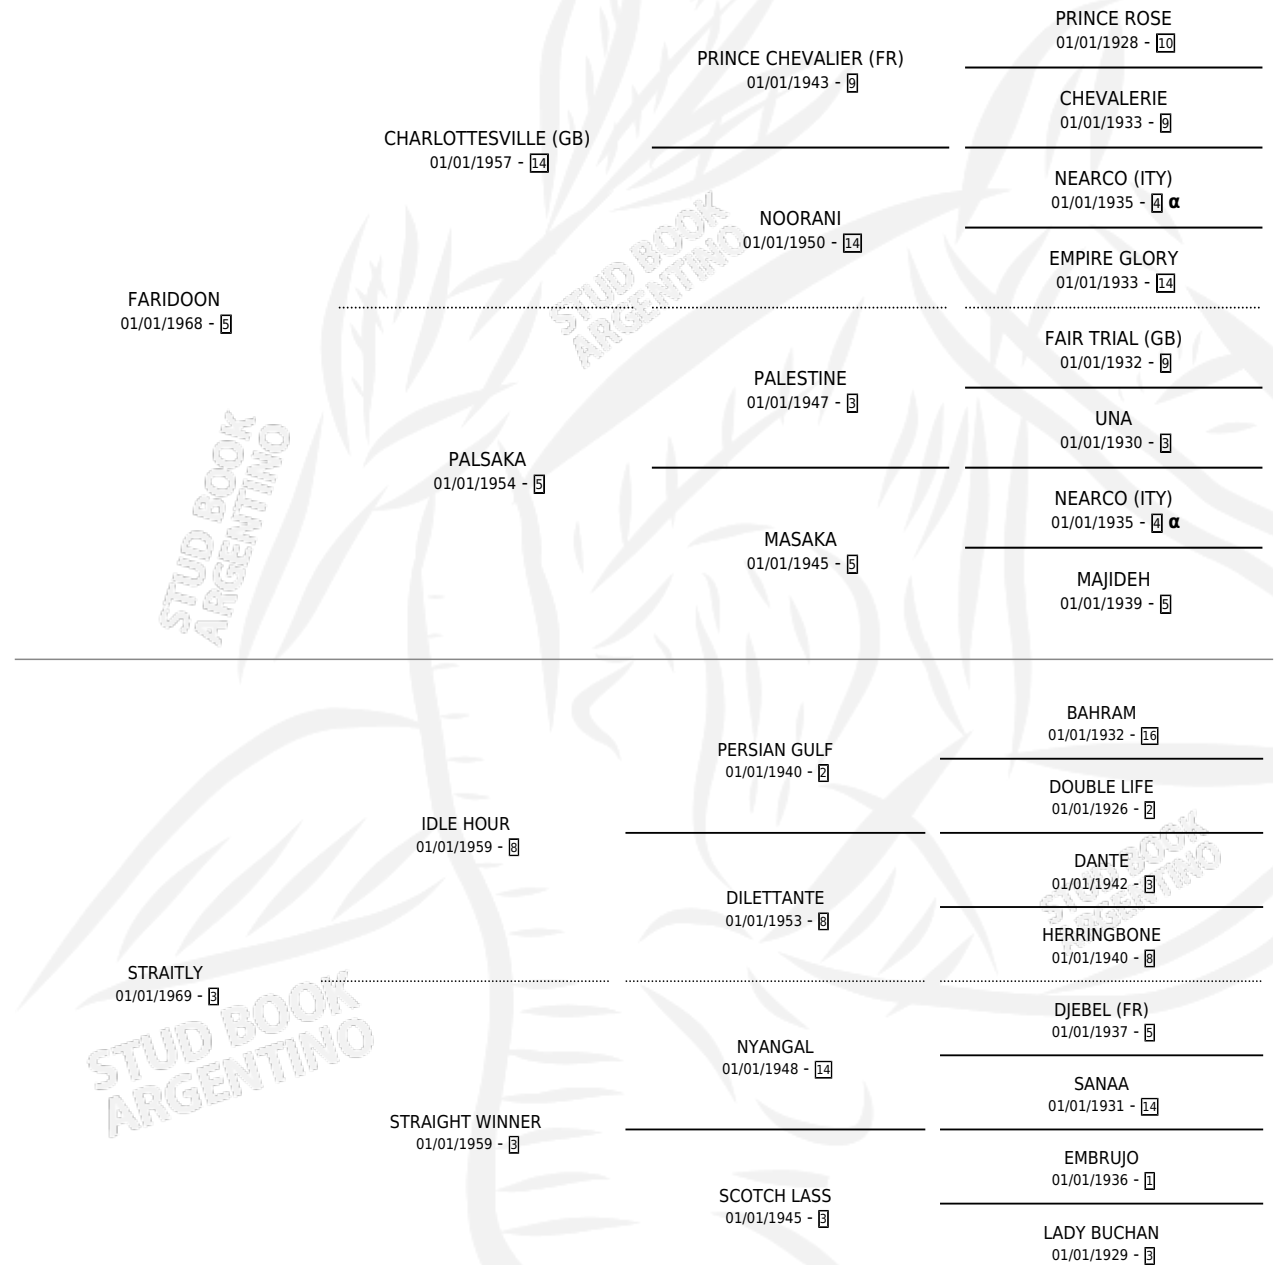 PRINCE ROSE
01/01/1928 - 10
PRINCE CHEVALIER (FR)
01/01/1943 - 9
CHEVALERIE
01/01/1933 - 9
CHARLOTTESVILLE (GB)
01/01/1957 - 14
NEARCO (ITY)
01/01/1935 - 4 α
NOORANI
01/01/1950 - 14
EMPIRE GLORY
01/01/1933 - 14
STUD BOOK
ARGENTINO
FARIDOON
01/01/1968 - 5
FAIR TRIAL (GB)
01/01/1932 - 9
PALESTINE
01/01/1947 - 3
UNA
01/01/1930 - 3
PALSAKA
01/01/1954 - 5
NEARCO (ITY)
01/01/1935 - 4 α
MASAKA
01/01/1945 - 5
MAJIDEH
01/01/1939 - 5
STUD BOOK
ARGENTINO
BAHRAM
01/01/1932 - 16
PERSIAN GULF
01/01/1940 - 2
DOUBLE LIFE
01/01/1926 - 2
IDLE HOUR
01/01/1959 - 8
DANTE
01/01/1942 - 3
DILETTANTE
01/01/1953 - 8
HERRINGBONE
01/01/1940 - 8
STUD BOOK
ARGENTINO
STRAITLY
01/01/1969 - 3
DJEBEL (FR)
01/01/1937 - 5
NYANGAL
01/01/1948 - 14
SANAA
01/01/1931 - 14
STUD BOOK
ARGENTINO
STRAIGHT WINNER
01/01/1959 - 3
EMBRUJO
01/01/1936 - 1
SCOTCH LASS
01/01/1945 - 3
LADY BUCHAN
01/01/1929 - 3